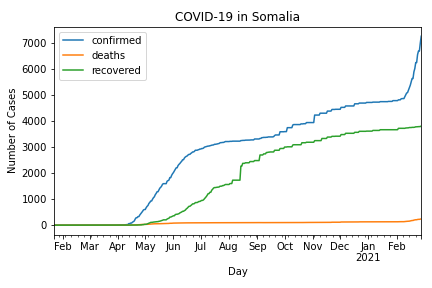 COVID-19 in Somalia
confirmed
deaths
recovered
7000
6000
5000
4000
3000
2000
1000
0
Number of Cases
Feb Mar Apr May Jun Jul Aug Sep Oct Nov Dec Jan Feb
2021
Day